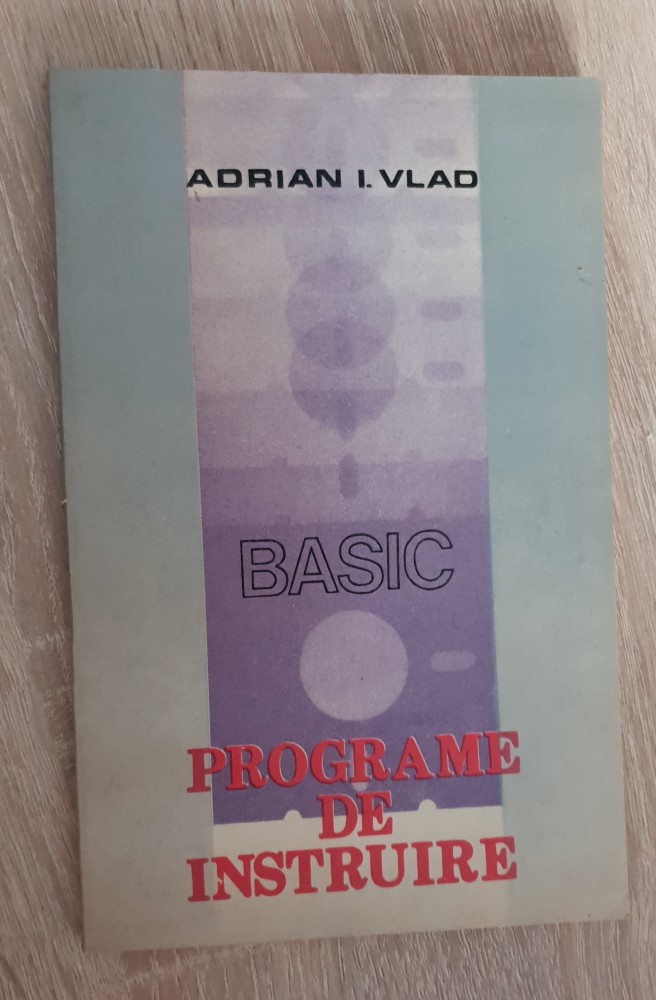 ADRIAN I. VLAD
BASIC
PROGRAME
DE
INSTRUIRE